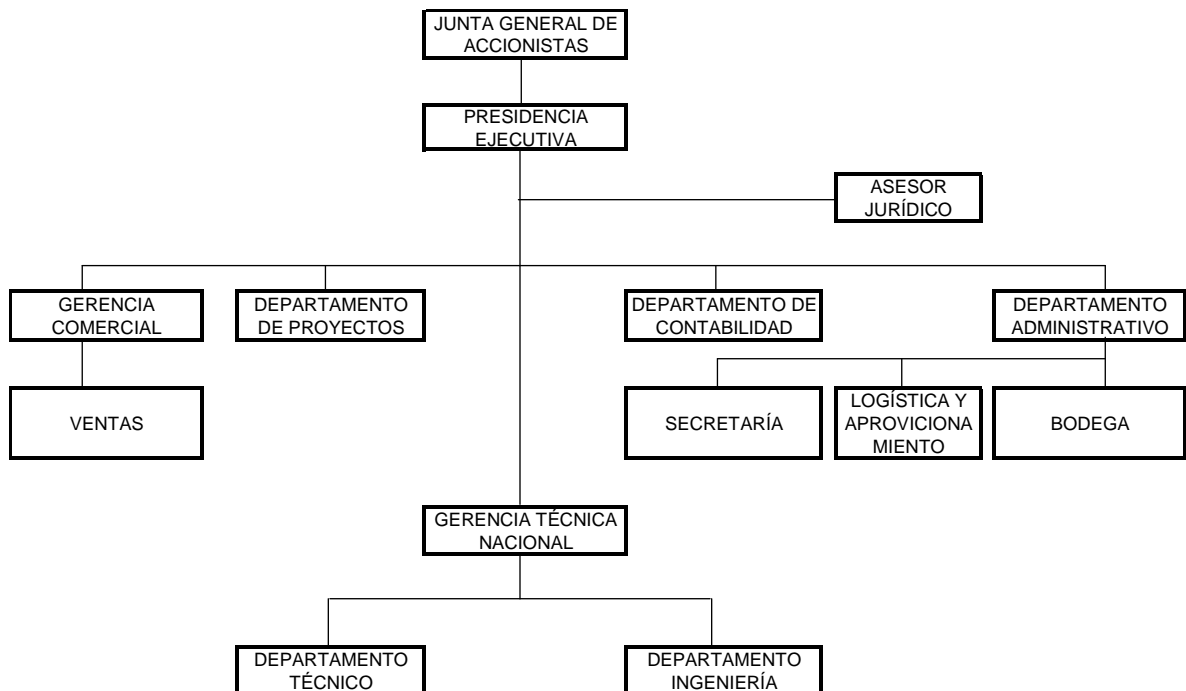 JUNTA GENERAL DE
ACCIONISTAS
PRESIDENCIA
EJECUTIVA
ASESOR
JURÍDICO
GERENCIA
COMERCIAL
DEPARTAMENTO
DE PROYECTOS
DEPARTAMENTO DE
CONTABILIDAD
DEPARTAMENTO
ADMINISTRATIVO
VENTAS
SECRETARÍA
LOGÍSTICA Y
APROVICIONA
MIENTO
BODEGA
GERENCIA TÉCNICA
NACIONAL
DEPARTAMENTO
TÉCNICO
DEPARTAMENTO
INGENIERÍA